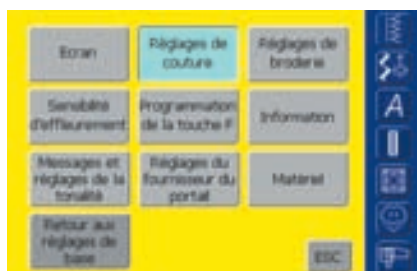 Ecran
Réglages de
couture
Réglages de
broderie
Sensibilité
d'effleurement
Programmation
de la touche F
Information
Messages et
réglages de la
tonalité
Réglages du
fournisseur du
portail
Matériel
Retour aux
réglages de
base
ESC
A